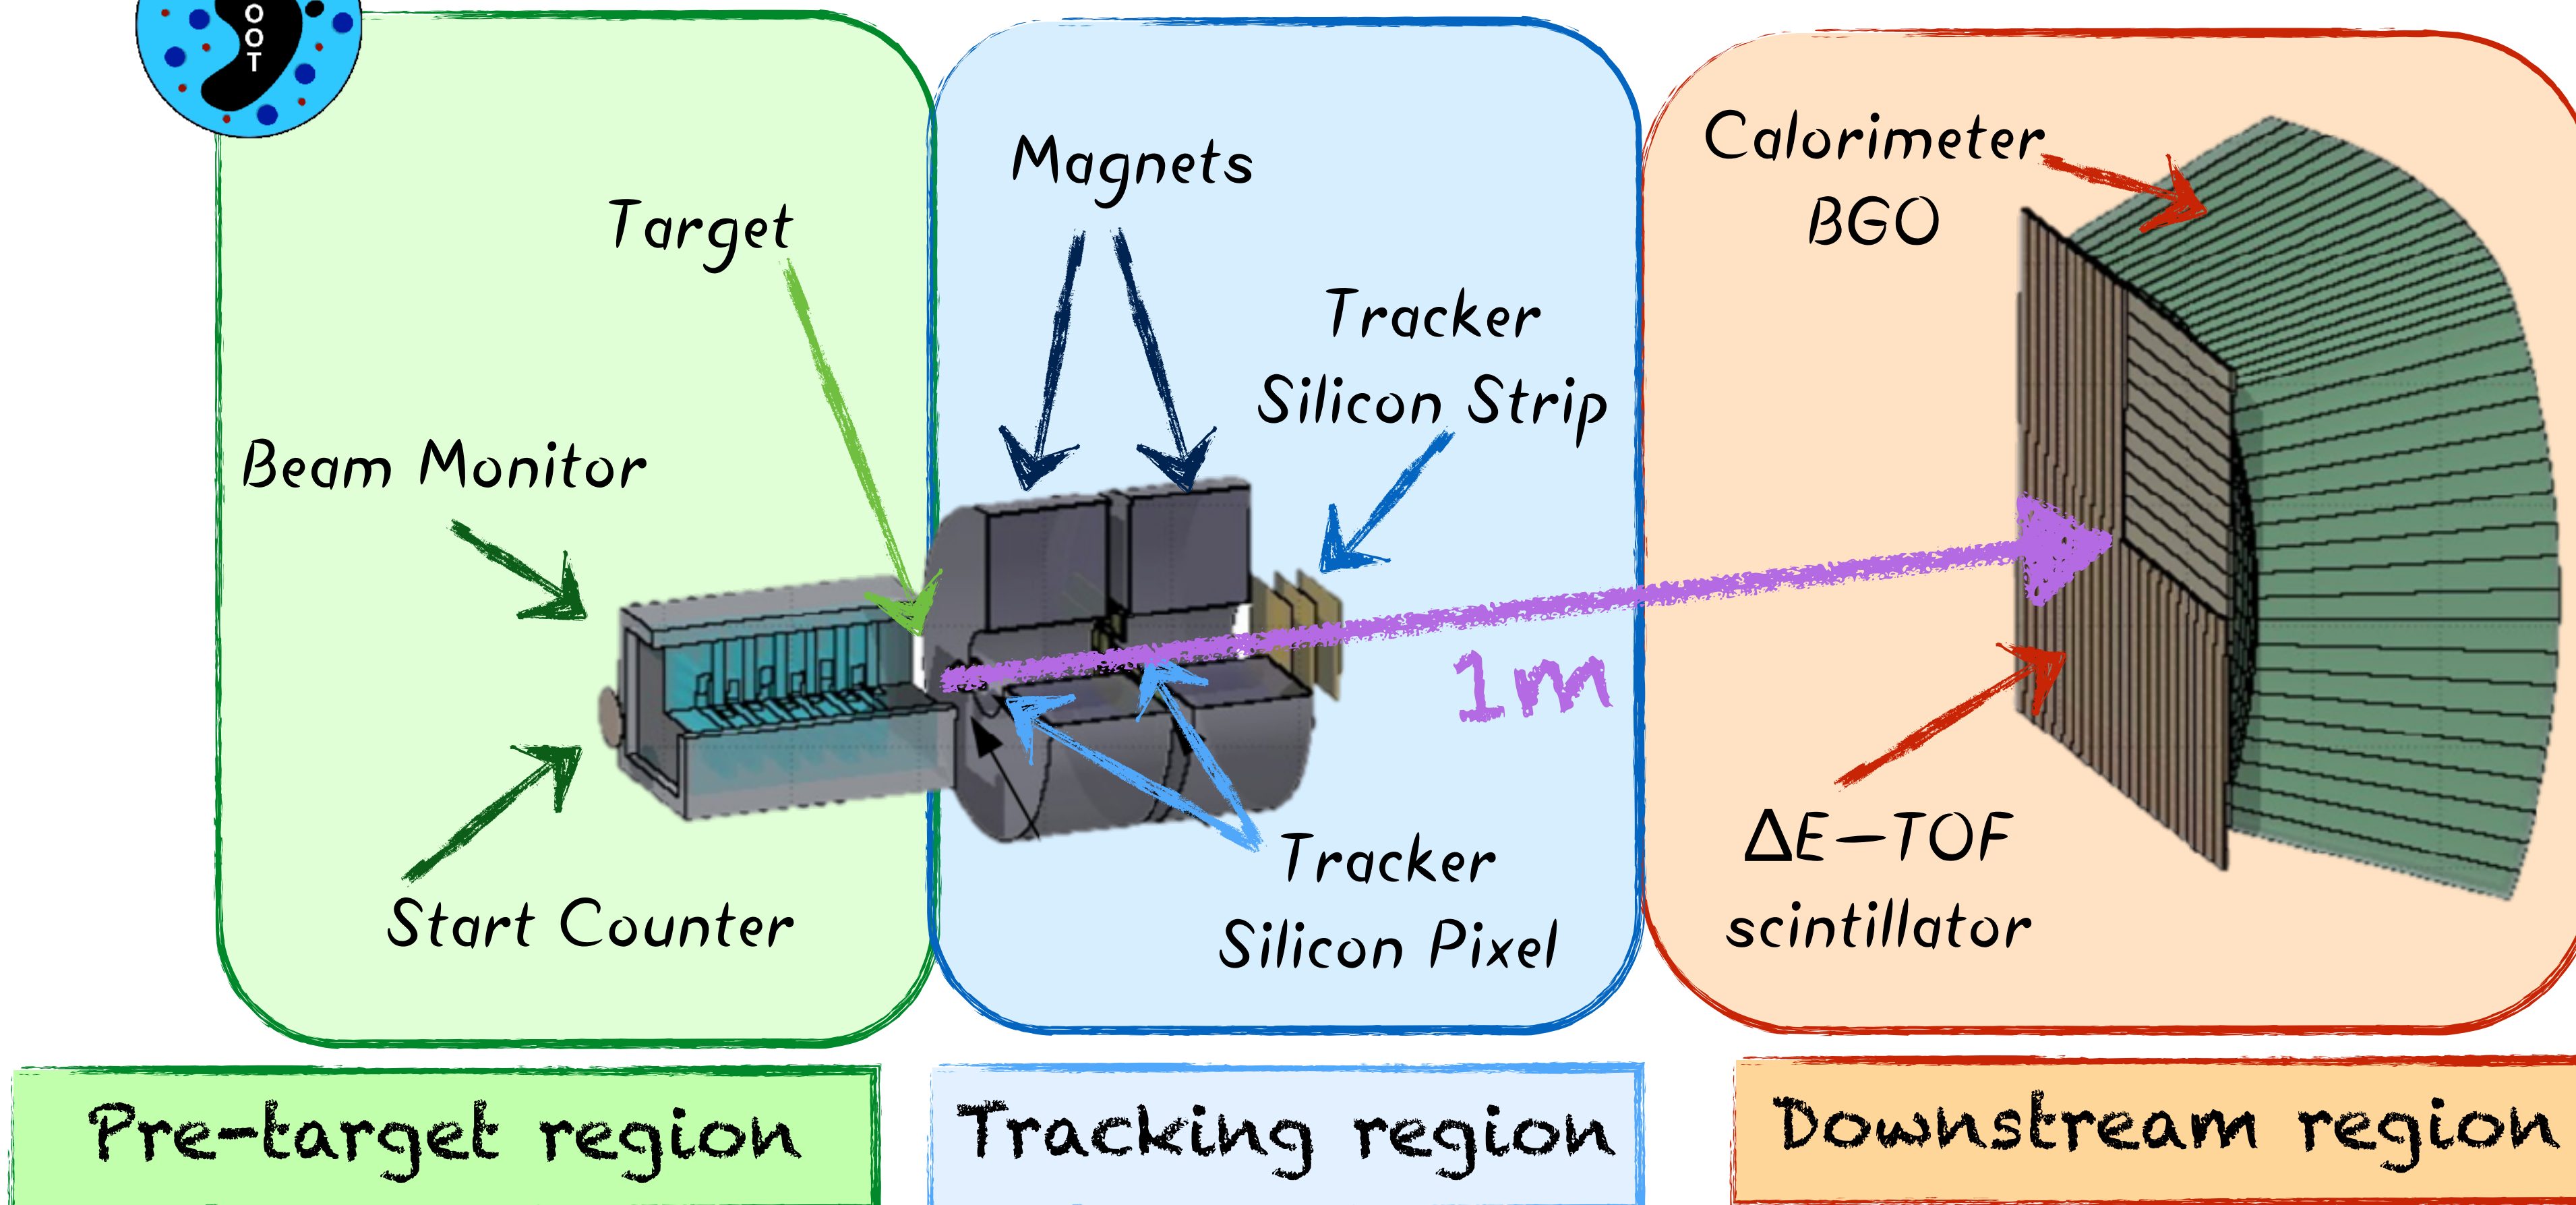 O
O
T
Target
Beam Monitor
Start Counter
Magnets
Tracker
Silicon Strip
1m
Tracker
Silicon Pixel
Calorimeter
BGO
ΔE-TOF
scintillator
Pre-target region
Tracking region
Downstream region